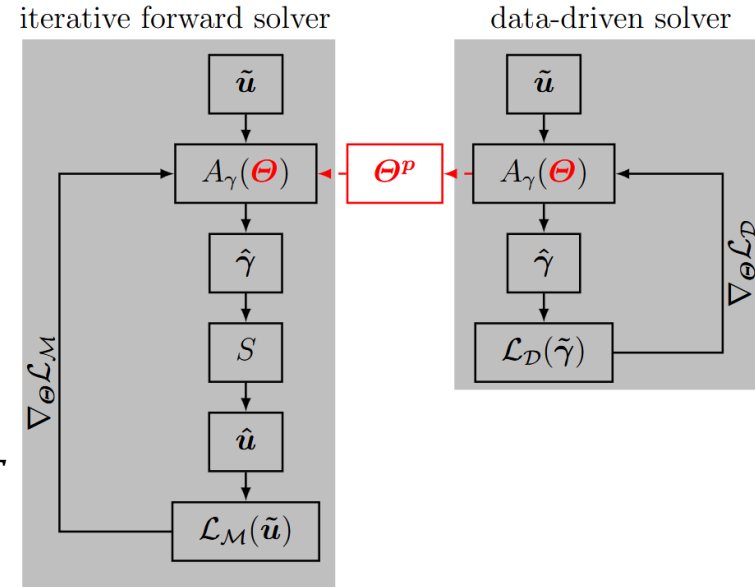 iterative forward solver
data-driven solver
ũ
ũ
A_γ(Θ)
Θ^p
A_γ(Θ)
γ̂
γ̂
∇_Θ 𝓛_𝓓
S
𝓛_𝓓(γ̃)
∇_Θ 𝓛_𝓜
û
𝓛_𝓜(ũ)